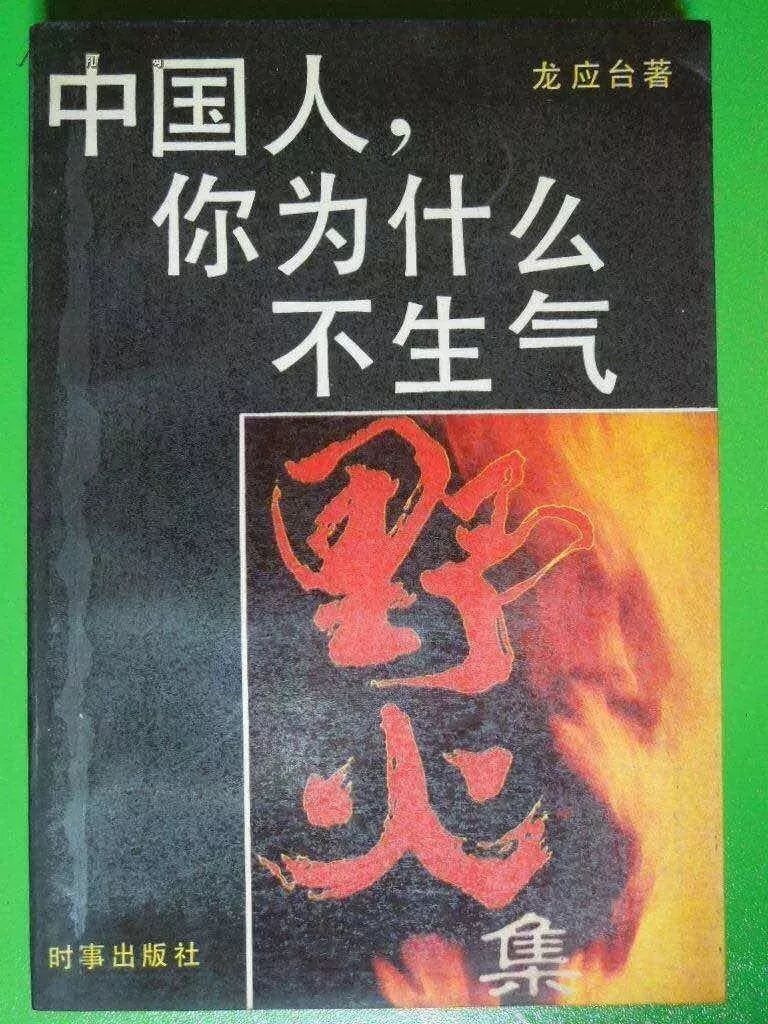 中国人，
龙应台著
你为什么
不生气
野火
集
时事出版社